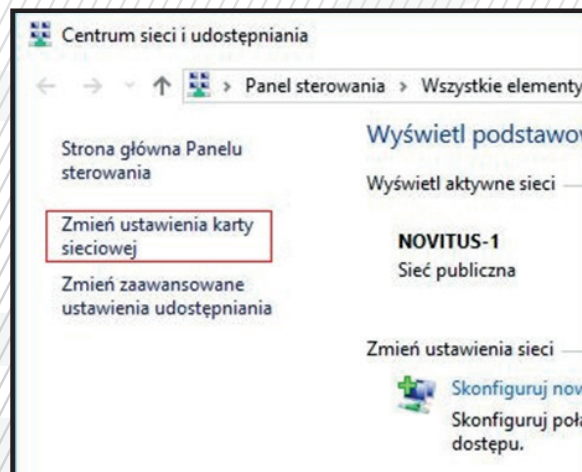 Centrum sieci i udostępniania
Panel sterowania > Wszystkie elementy
Strona główna Panelu
sterowania
Zmień ustawienia karty
sieciowej
Zmień zaawansowane
ustawienia udostępniania
Wyświetl podstawow
Wyświetl aktywne sieci
NOVITUS-1
Sieć publiczna
Zmień ustawienia sieci
Skonfiguruj now
Skonfiguruj poł
dostępu.